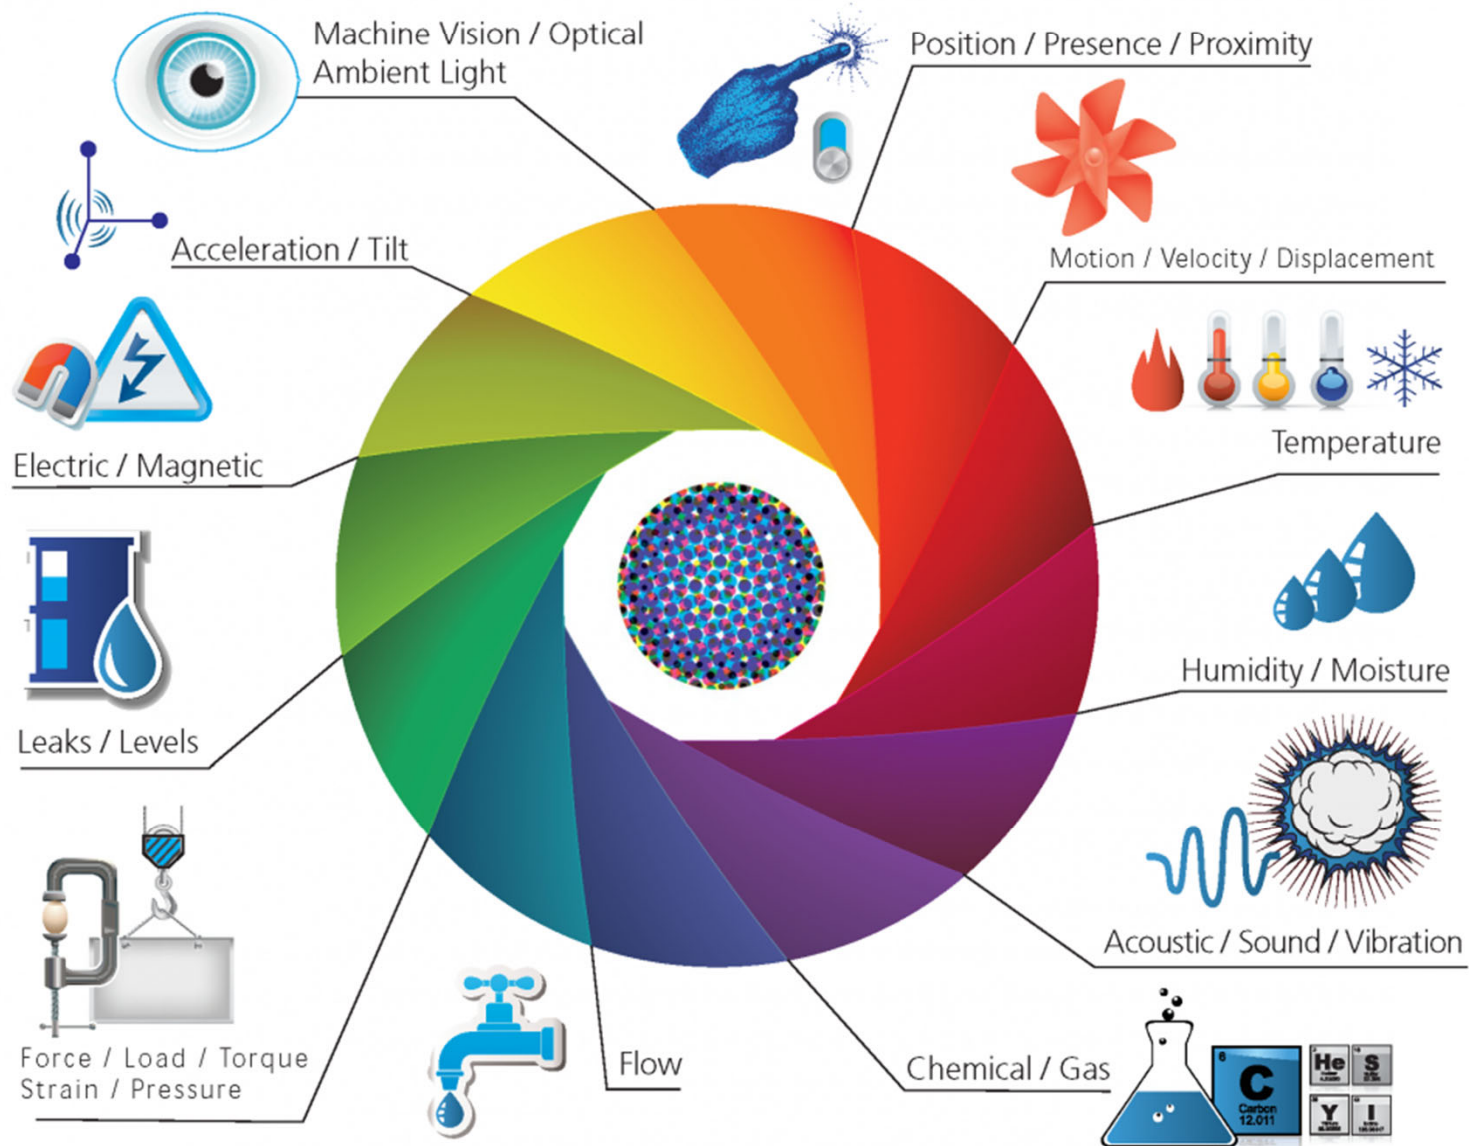 Machine Vision / Optical
Ambient Light
Position / Presence / Proximity
Motion / Velocity / Displacement
Acceleration / Tilt
Temperature
Electric / Magnetic
Humidity / Moisture
Leaks / Levels
Acoustic / Sound / Vibration
Force / Load / Torque
Strain / Pressure
Flow
Chemical / Gas
6
C
Carbon
12.011
He
S
Y
I